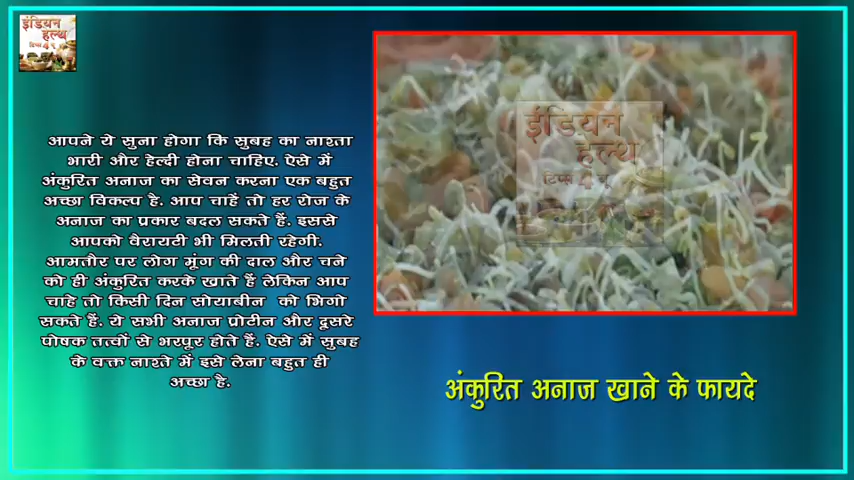 इंडियन
हेल्थ
टिप्स 4 यू
आपने ये सुना होगा कि सुबह का नाश्ता
भारी और हेल्दी होना चाहिए. ऐसे में
अंकुरित अनाज का सेवन करना एक बहुत
अच्छा विकल्प है. आप चाहें तो हर रोज के
अनाज का प्रकार बदल सकते हैं. इससे
आपको वैरायटी भी मिलती रहेगी.
आमतौर पर लोग मूंग की दाल और चने
को ही अंकुरित करके खाते हैं लेकिन आप
चाहे तो किसी दिन सोयाबीन को भिगो
सकते हैं. ये सभी अनाज प्रोटीन और दूसरे
पोषक तत्वों से भरपूर होते हैं. ऐसे में सुबह
के वक्त नाश्ते में इसे लेना बहुत ही
अच्छा है.
इंडियन
हेल्थ
टिप्स 4 यू
अंकुरित अनाज खाने के फायदे